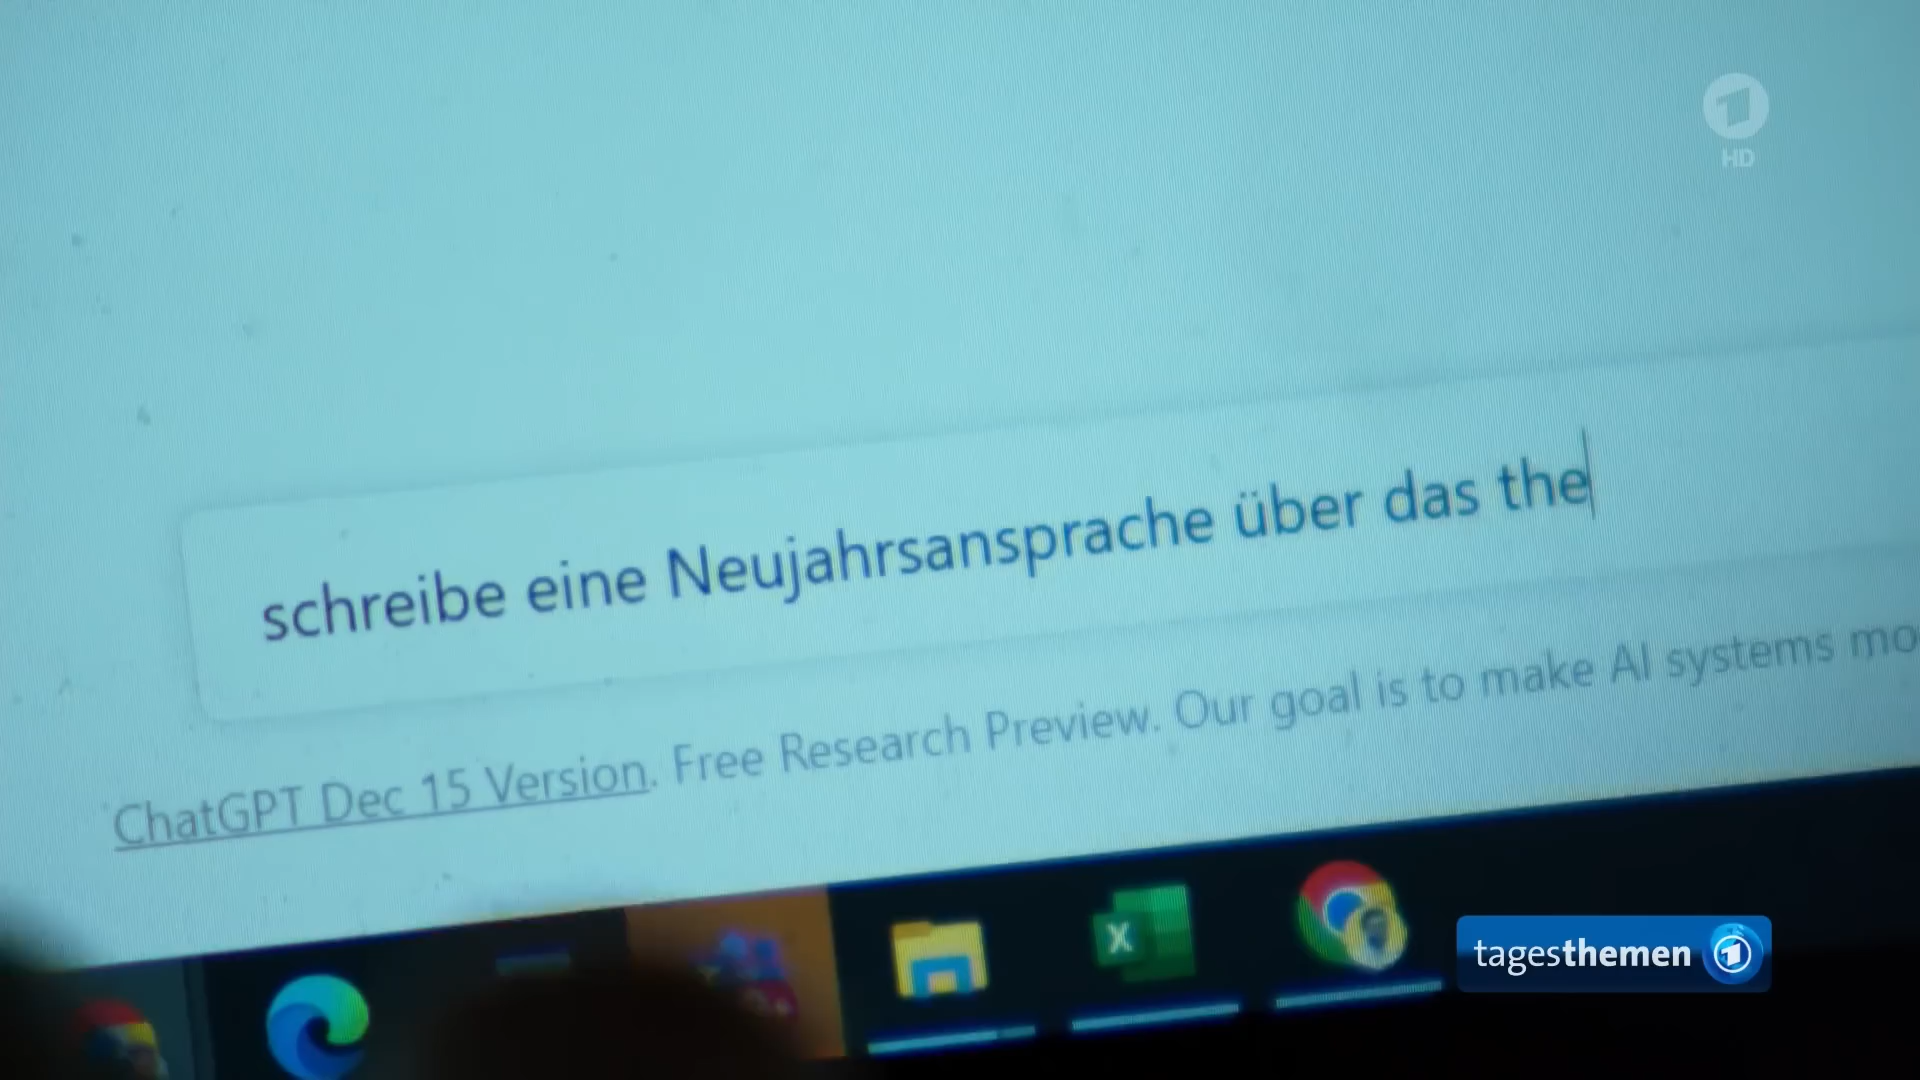 HD
schreibe eine Neujahrsansprache über das the
ChatGPT Dec 15 Version. Free Research Preview. Our goal is to make AI systems mo
X
tagesthemen